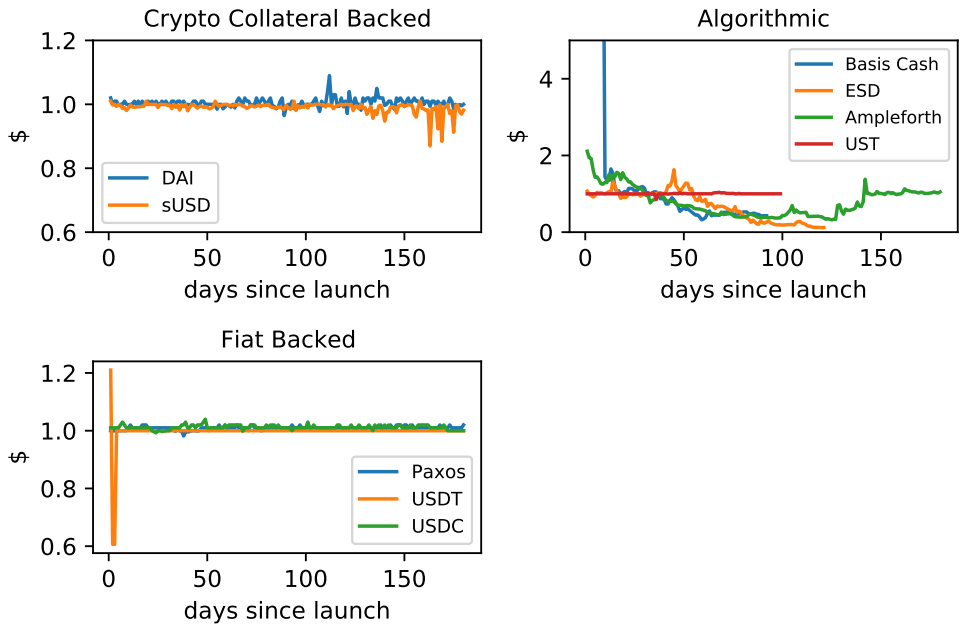 Crypto Collateral Backed
1.2
1.0
0.8
0.6
$
DAI
sUSD
0
50
100
150
days since launch
Algorithmic
4
2
0
$
Basis Cash
ESD
Ampleforth
UST
0
50
100
150
days since launch
Fiat Backed
1.2
1.0
0.8
0.6
$
Paxos
USDT
USDC
0
50
100
150
days since launch